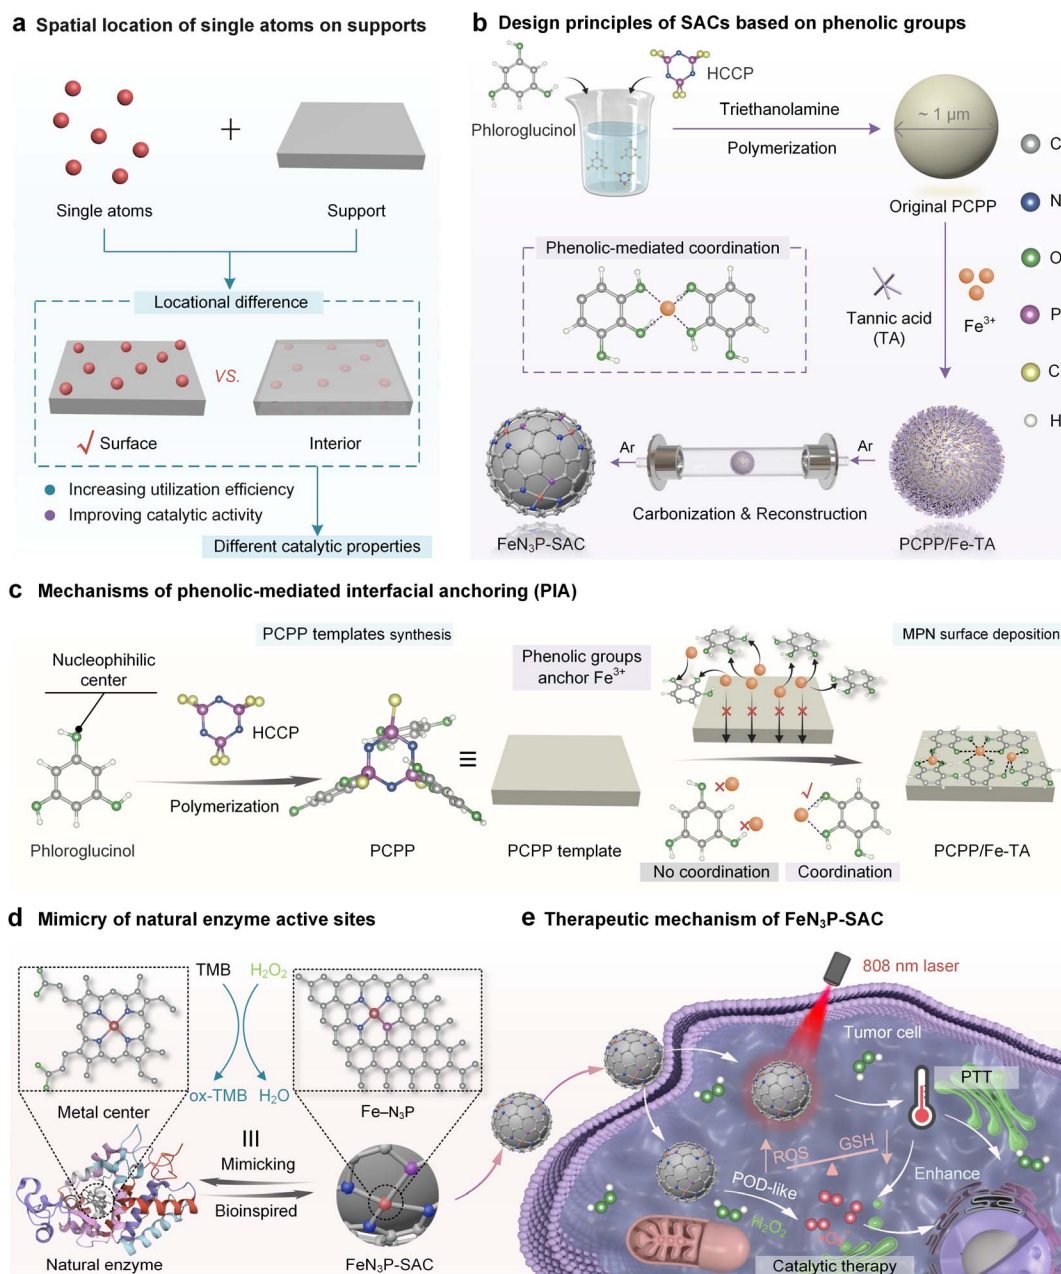 a Spatial location of single atoms on supports
+
Single atoms
Support
Locational difference
VS.
√ Surface
Interior
Increasing utilization efficiency
Improving catalytic activity
Different catalytic properties
b Design principles of SACs based on phenolic groups
HCCP
Phloroglucinol
Triethanolamine
Polymerization
~ 1 μm
Original PCPP
C
N
O
P
C
H
Phenolic-mediated coordination
Tannic acid
(TA)
Fe³⁺
Ar
Ar
Carbonization & Reconstruction
FeN₃P-SAC
PCPP/Fe-TA
c Mechanisms of phenolic-mediated interfacial anchoring (PIA)
PCPP templates synthesis
MPN surface deposition
Nucleophihilic
center
HCCP
Phenolic groups
anchor Fe³⁺
Polymerization
≡
Phloroglucinol
PCPP
PCPP template
No coordination
Coordination
PCPP/Fe-TA
d Mimicry of natural enzyme active sites
TMB
H₂O₂
ox-TMB
H₂O
Metal center
Fe–N₃P
Mimicking
Bioinspired
Natural enzyme
FeN₃P-SAC
e Therapeutic mechanism of FeN₃P-SAC
808 nm laser
Tumor cell
PTT
ROS
GSH
Enhance
POD-like
H₂O₂
Catalytic therapy